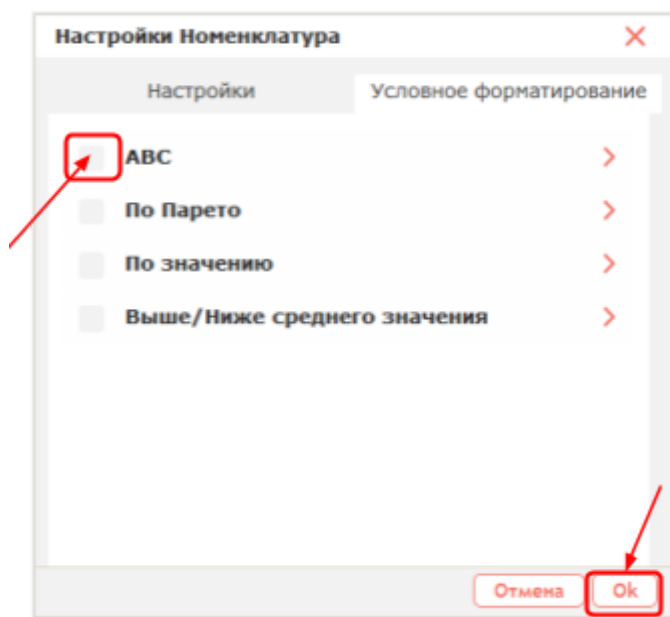 Настройки Номенклатура
Настройки Условное форматирование
ABC
По Парето
По значению
Выше/Ниже среднего значения
Отмена Ok